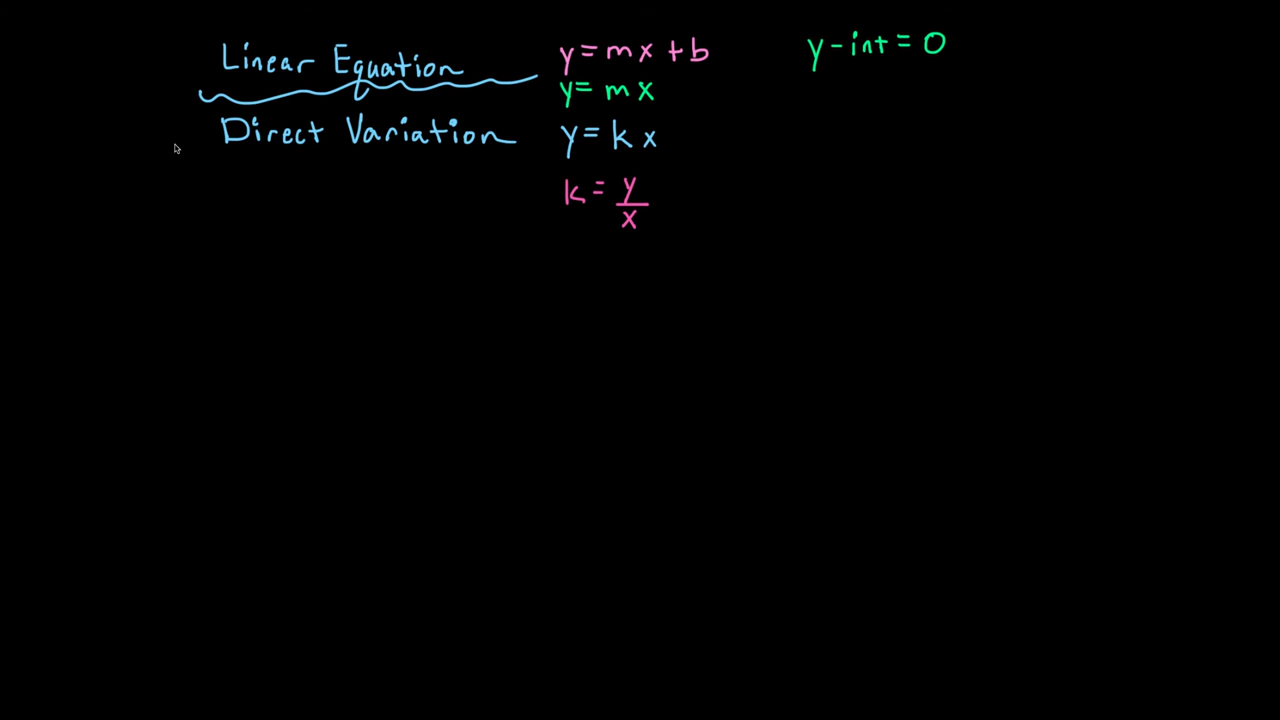 Linear Equation y = mx + b y-int = 0
y = mx
Direct Variation y = kx
k = y/x